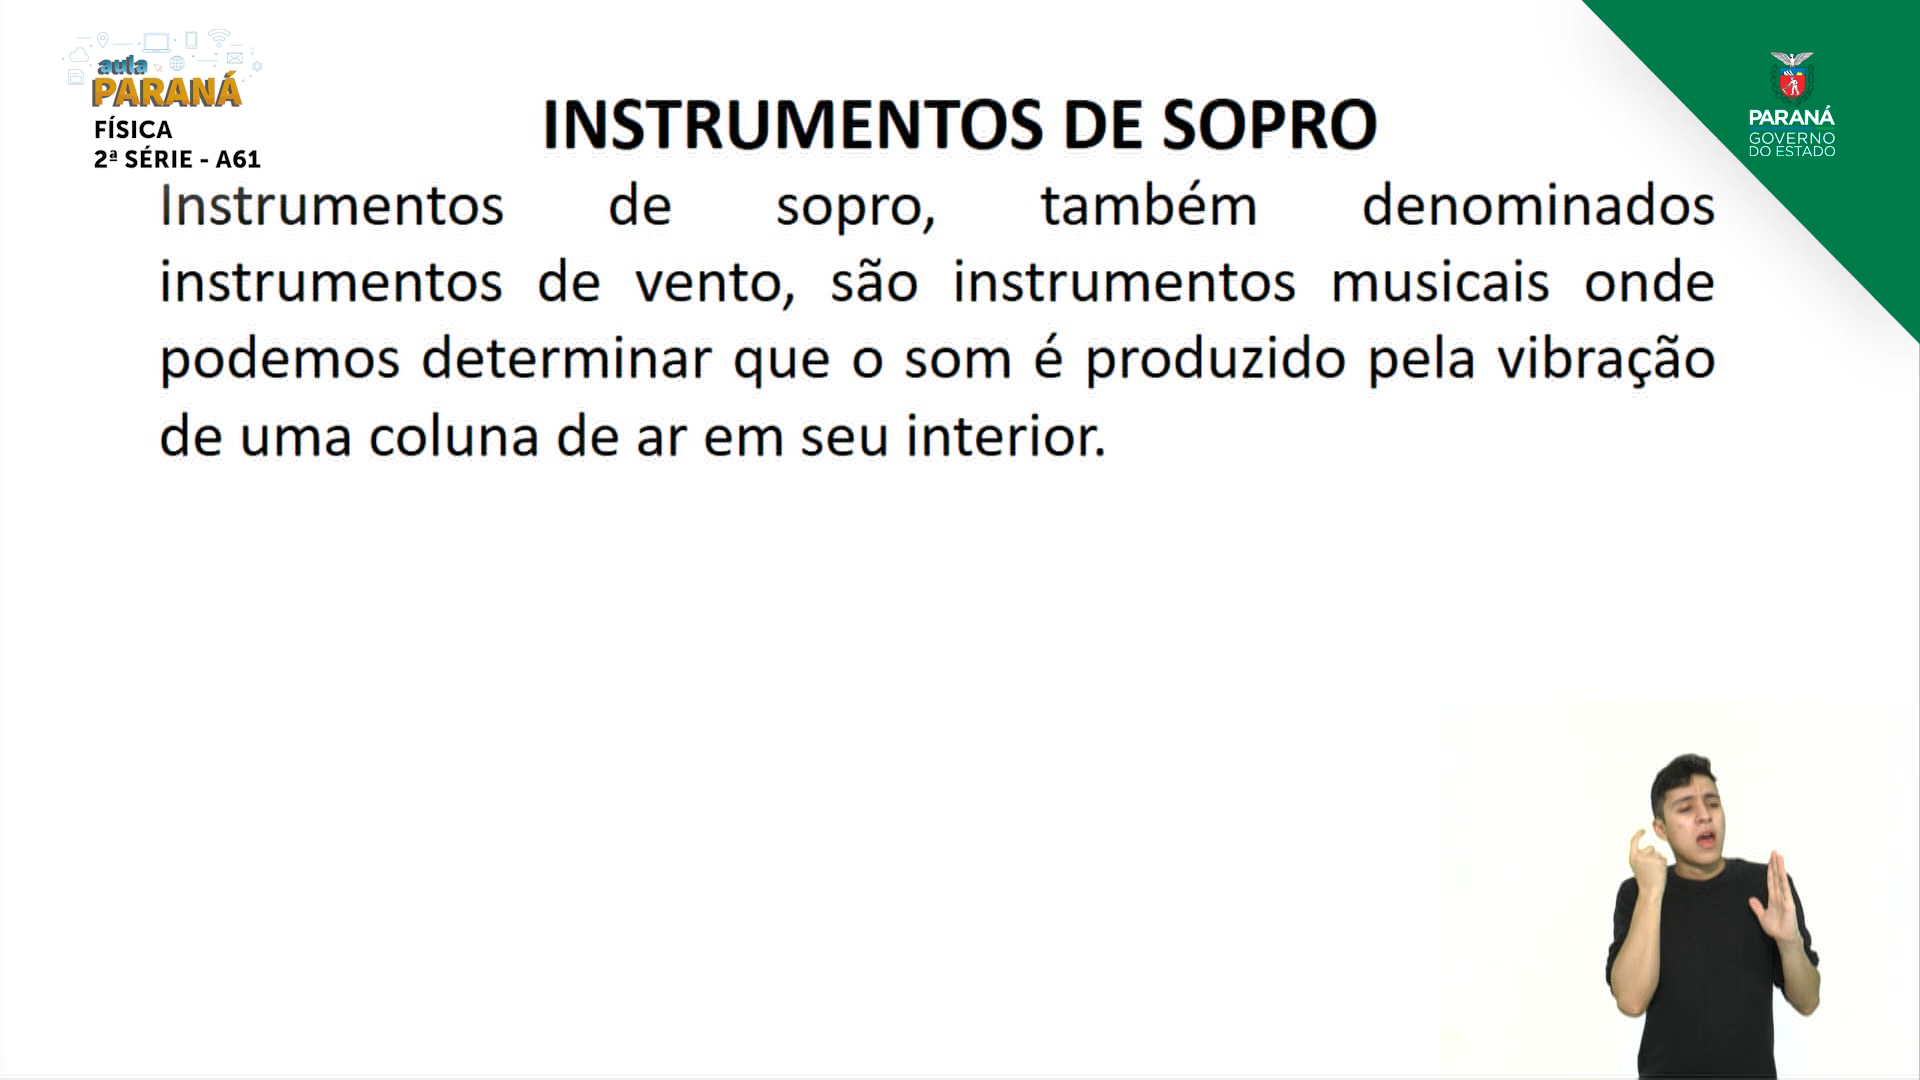 aula
PARANÁ
FÍSICA
2ª SÉRIE - A61
INSTRUMENTOS DE SOPRO
PARANÁ
GOVERNO
DO ESTADO
Instrumentos de sopro, também denominados
instrumentos de vento, são instrumentos musicais onde
podemos determinar que o som é produzido pela vibração
de uma coluna de ar em seu interior.